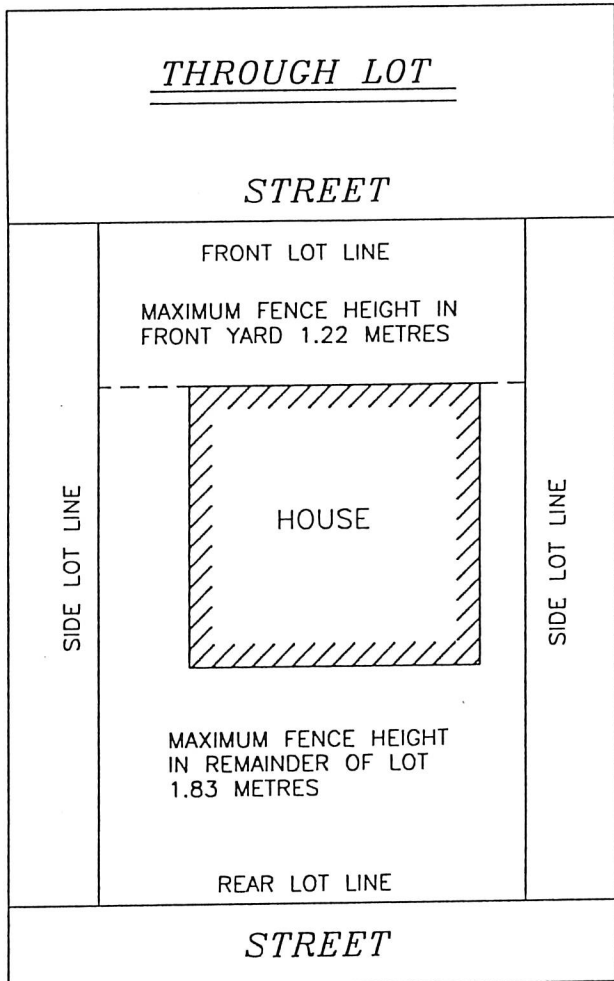 THROUGH LOT
STREET
FRONT LOT LINE
MAXIMUM FENCE HEIGHT IN
FRONT YARD 1.22 METRES
SIDE LOT LINE
HOUSE
SIDE LOT LINE
MAXIMUM FENCE HEIGHT
IN REMAINDER OF LOT
1.83 METRES
REAR LOT LINE
STREET